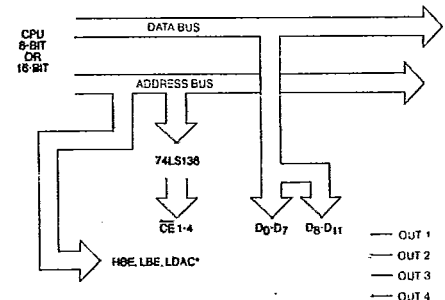 DATA BUS
CPU
8-BIT
OR
16-BIT
ADDRESS BUS
74LS138
CE 1-4
D0-D7
D8-D11
HBE, LBE, LDAC*
OUT 1
OUT 2
OUT 3
OUT 4